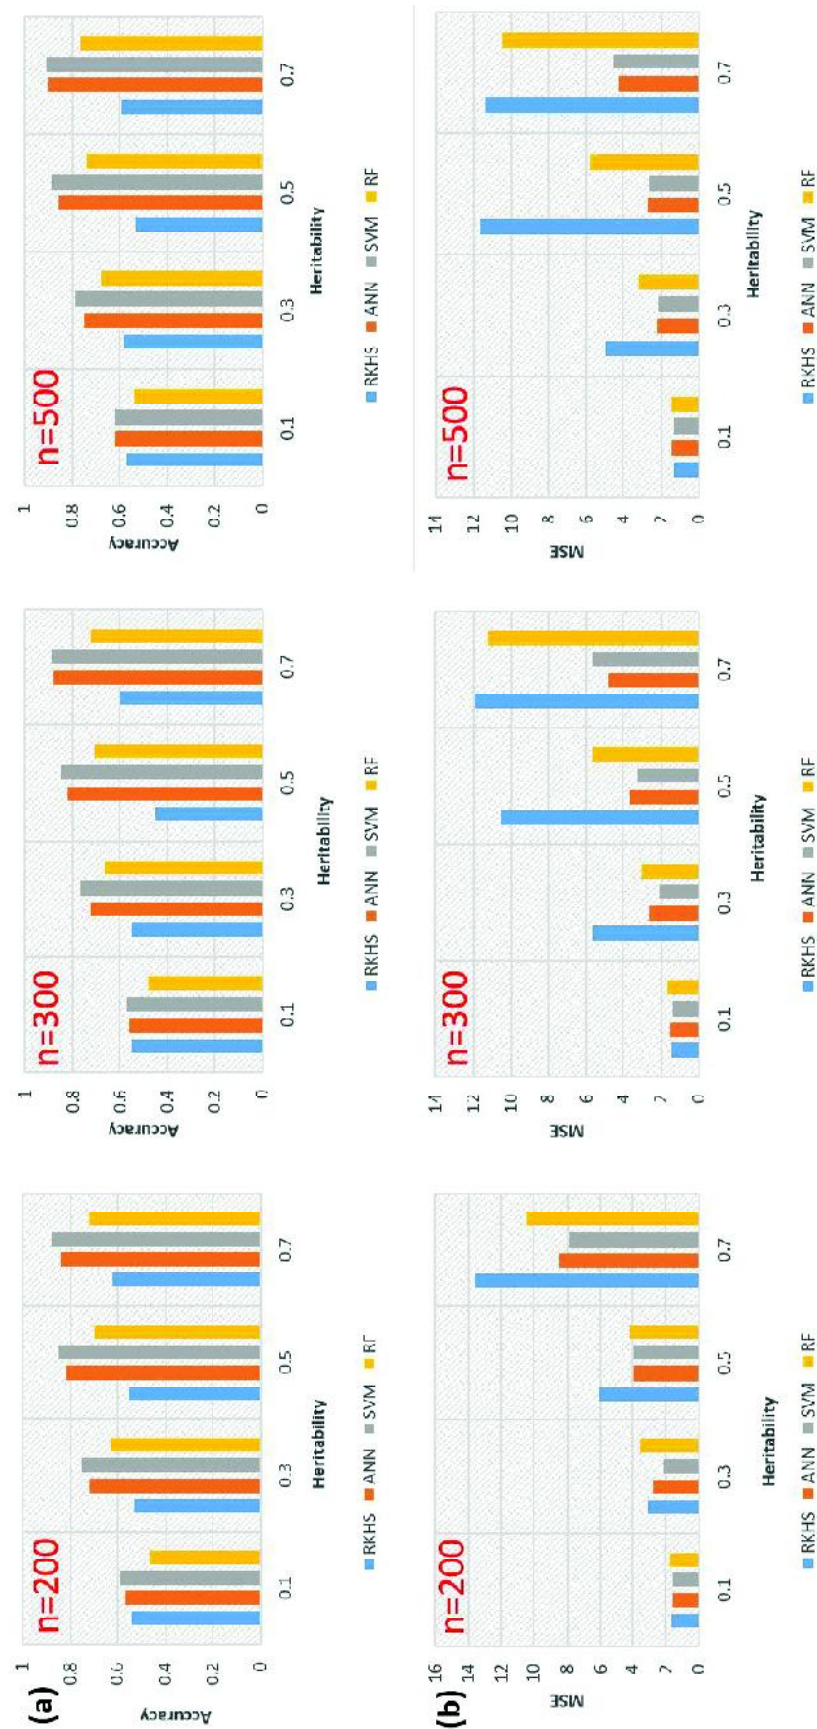 (a)
n=200
Accuracy
1
0.8
0.6
0.4
0.2
0
0.1
0.3
0.5
0.7
Heritability
RKHS ANN SVM RF
n=300
Accuracy
1
0.8
0.6
0.4
0.2
0
0.1
0.3
0.5
0.7
Heritability
RKHS ANN SVM RF
n=500
Accuracy
1
0.8
0.6
0.4
0.2
0
0.1
0.3
0.5
0.7
Heritability
RKHS ANN SVM RF
(b)
n=200
MSE
16
14
12
10
8
6
4
2
0
0.1
0.3
0.5
0.7
Heritability
RKHS ANN SVM RF
n=300
MSE
14
12
10
8
6
4
2
0
0.1
0.3
0.5
0.7
Heritability
RKHS ANN SVM RF
n=500
MSE
14
12
10
8
6
4
2
0
0.1
0.3
0.5
0.7
Heritability
RKHS ANN SVM RF